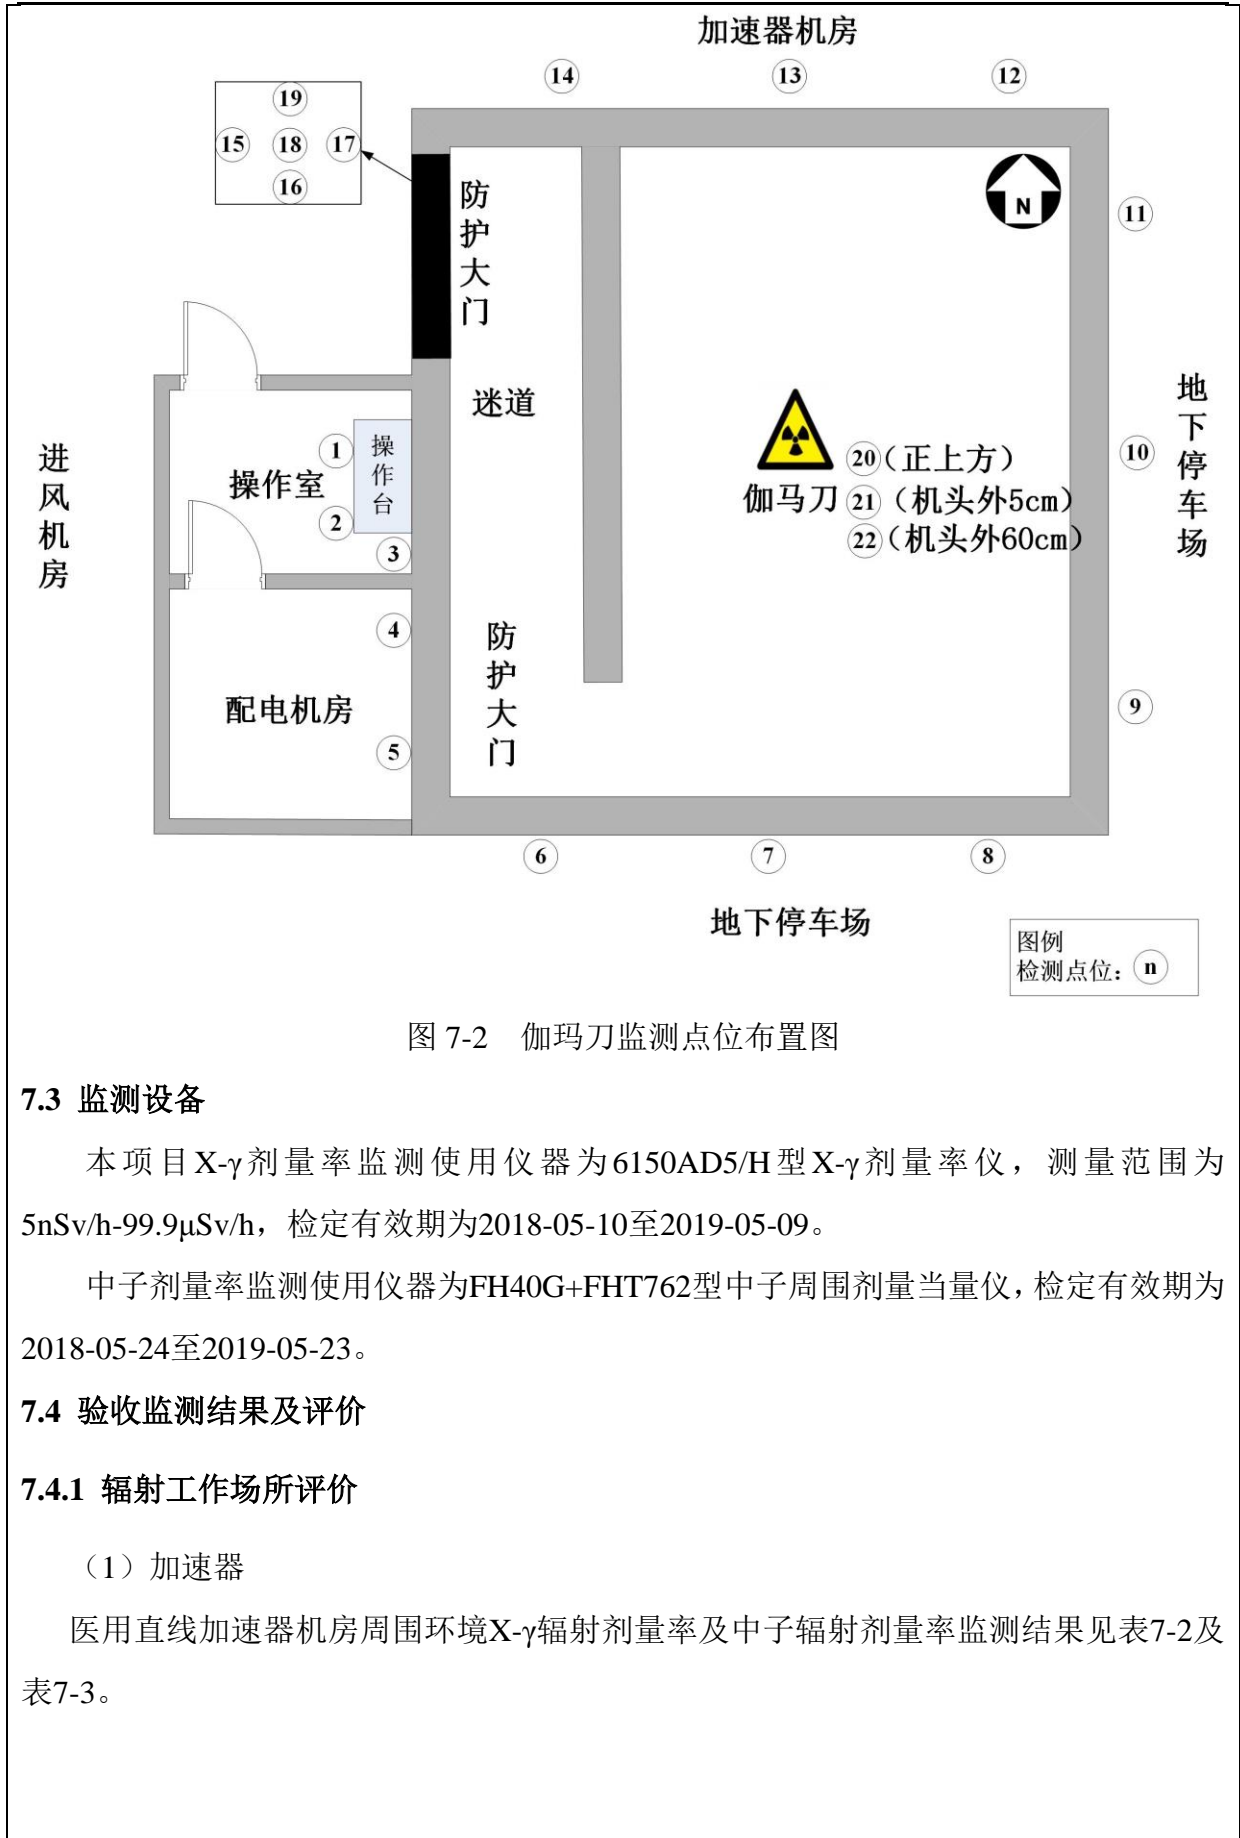 加速器机房
14
13
12
19
15
18
17
16
防护大门
N
11
迷道
地下停车场
进风机房
1
操作台
操作室
2
3
20（正上方）
10
伽马刀
21（机头外5cm）
22（机头外60cm）
4
防护大门
配电机房
9
5
6
7
8
地下停车场
图例
检测点位：n
图 7-2 伽玛刀监测点位布置图
7.3 监测设备
本项目X-γ剂量率监测使用仪器为6150AD5/H型X-γ剂量率仪，测量范围为
5nSv/h-99.9μSv/h，检定有效期为2018-05-10至2019-05-09。
中子剂量率监测使用仪器为FH40G+FHT762型中子周围剂量当量仪，检定有效期为
2018-05-24至2019-05-23。
7.4 验收监测结果及评价
7.4.1 辐射工作场所评价
（1）加速器
医用直线加速器机房周围环境X-γ辐射剂量率及中子辐射剂量率监测结果见表7-2及
表7-3。